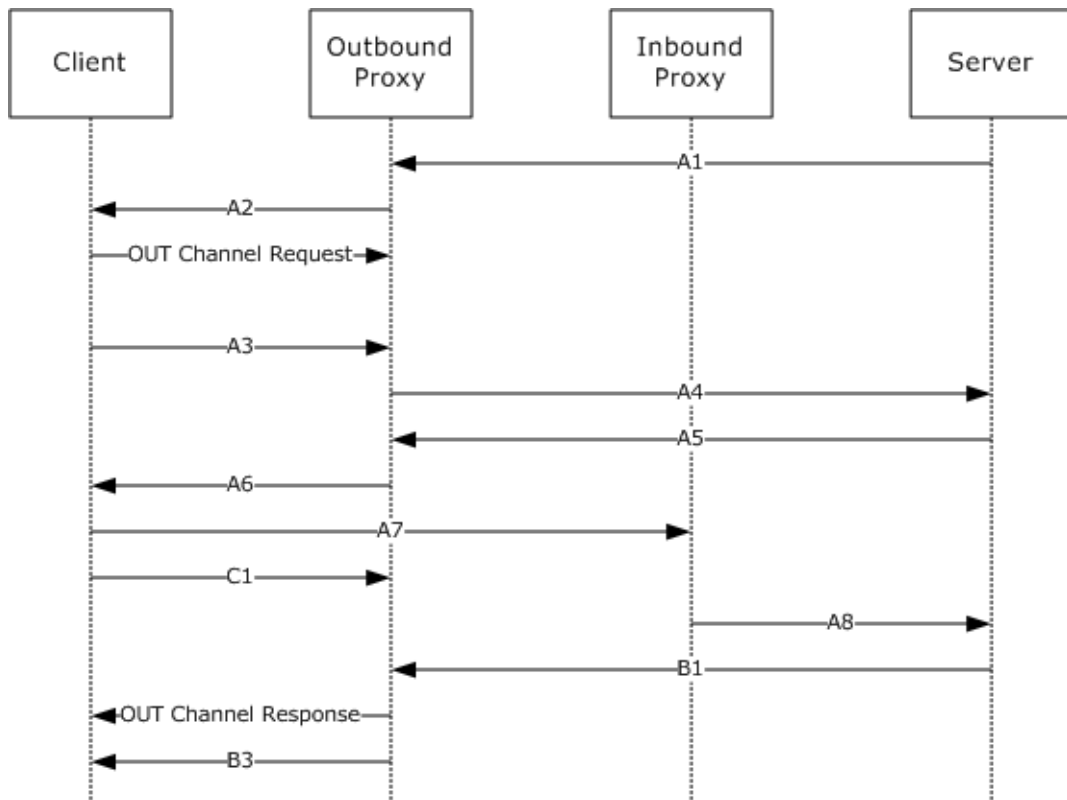 Client
Outbound
Proxy
Inbound
Proxy
Server
A1
A2
OUT Channel Request
A3
A4
A5
A6
A7
C1
A8
B1
OUT Channel Response
B3